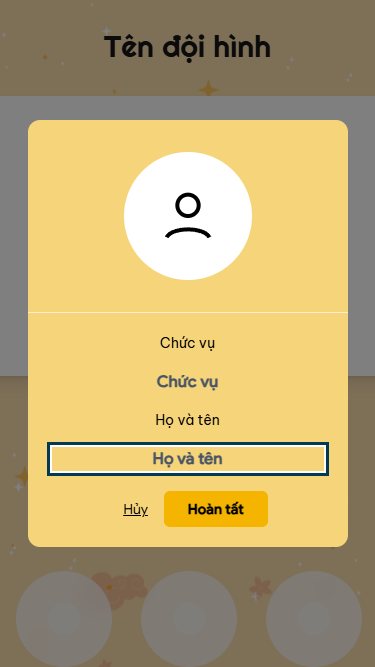 Tên đội hình
Chức vụ
Chức vụ
Họ và tên
Họ và tên
Hủy
Hoàn tất